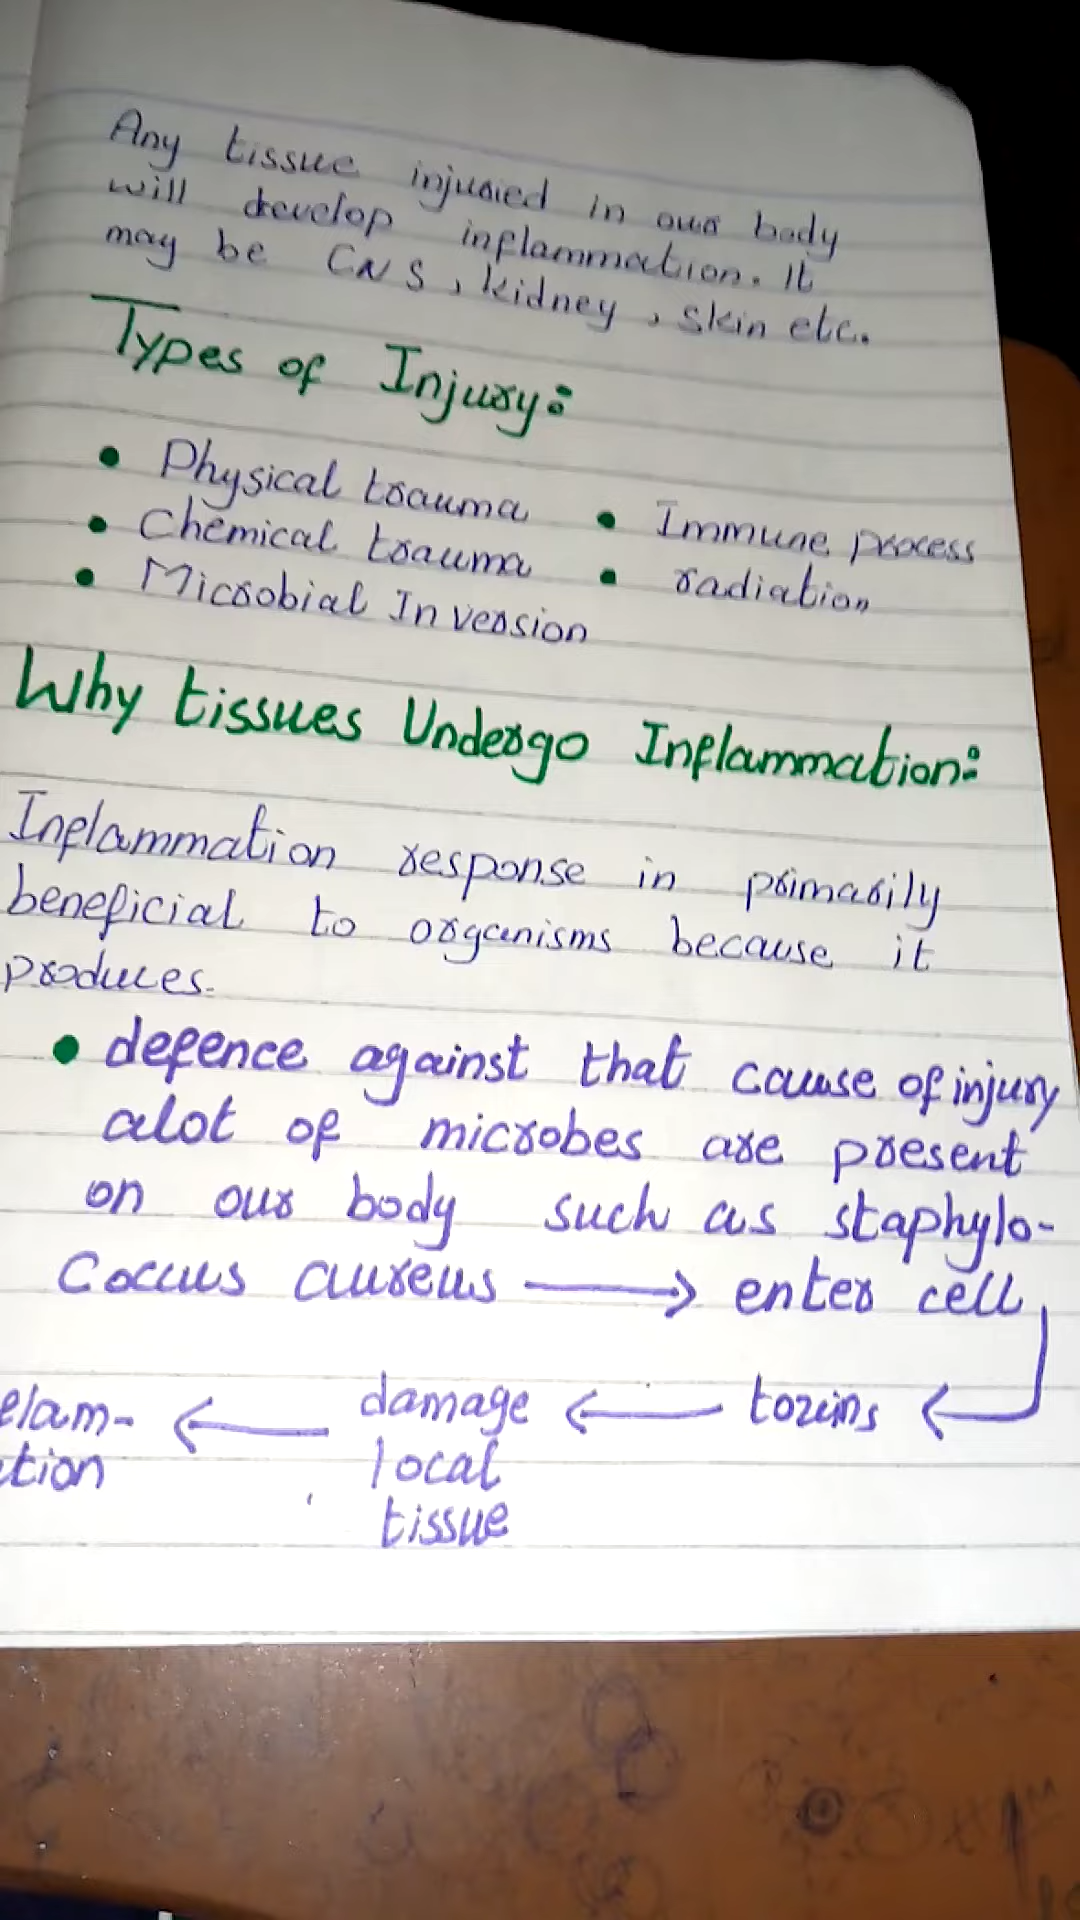 Any tissue injuried in our body
will develop inflammation. It
may be CNS, kidney, skin etc.
Types of Injury:
• Physical trauma • Immune process
• Chemical trauma • radiation
• Microbial Inversion
Why tissues Undergo Inflammation:
Inflammation response in primarily
beneficial to organisms because it
produces.
• defence against that cause of injury
alot of microbes are present
on our body such as staphylo-
Coccus aureus → enter cell
elam- ← damage ← toxins ←
ation local
tissue